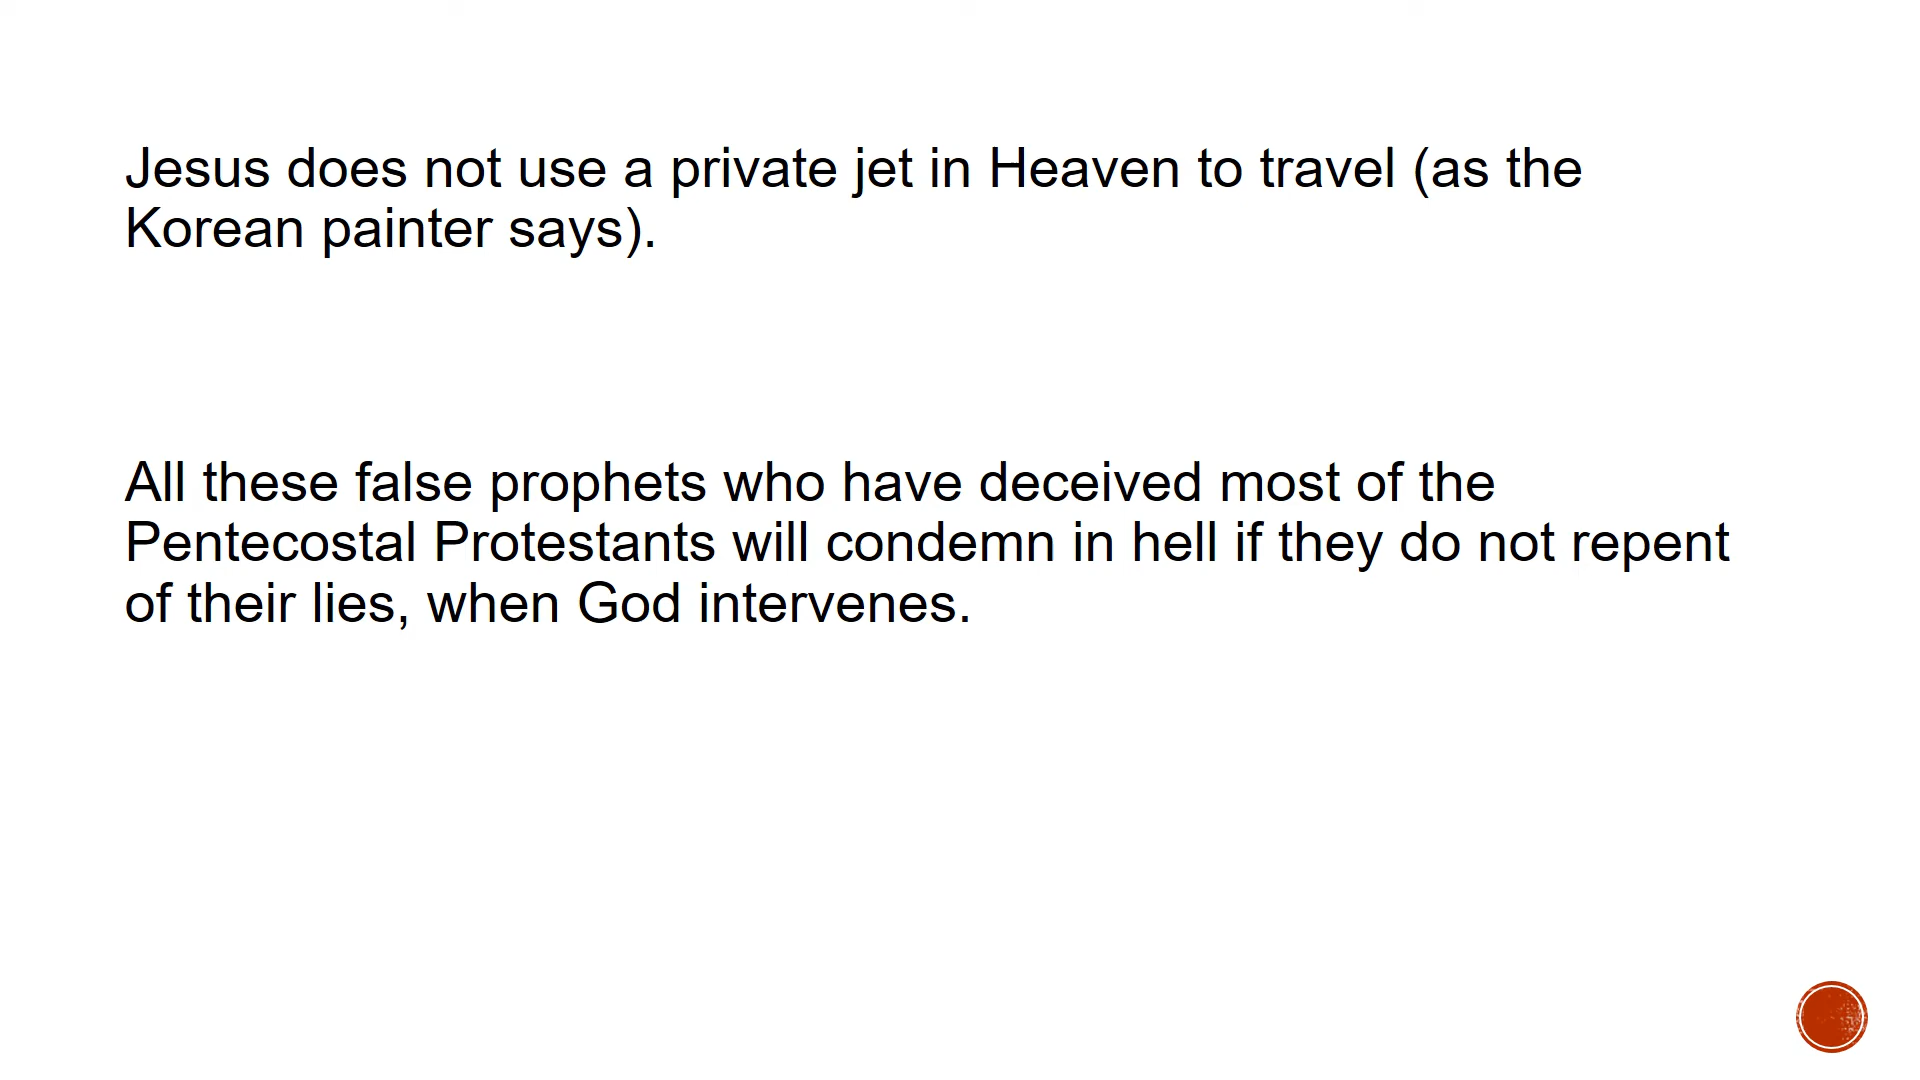 Jesus does not use a private jet in Heaven to travel (as the
Korean painter says).
All these false prophets who have deceived most of the
Pentecostal Protestants will condemn in hell if they do not repent
of their lies, when God intervenes.